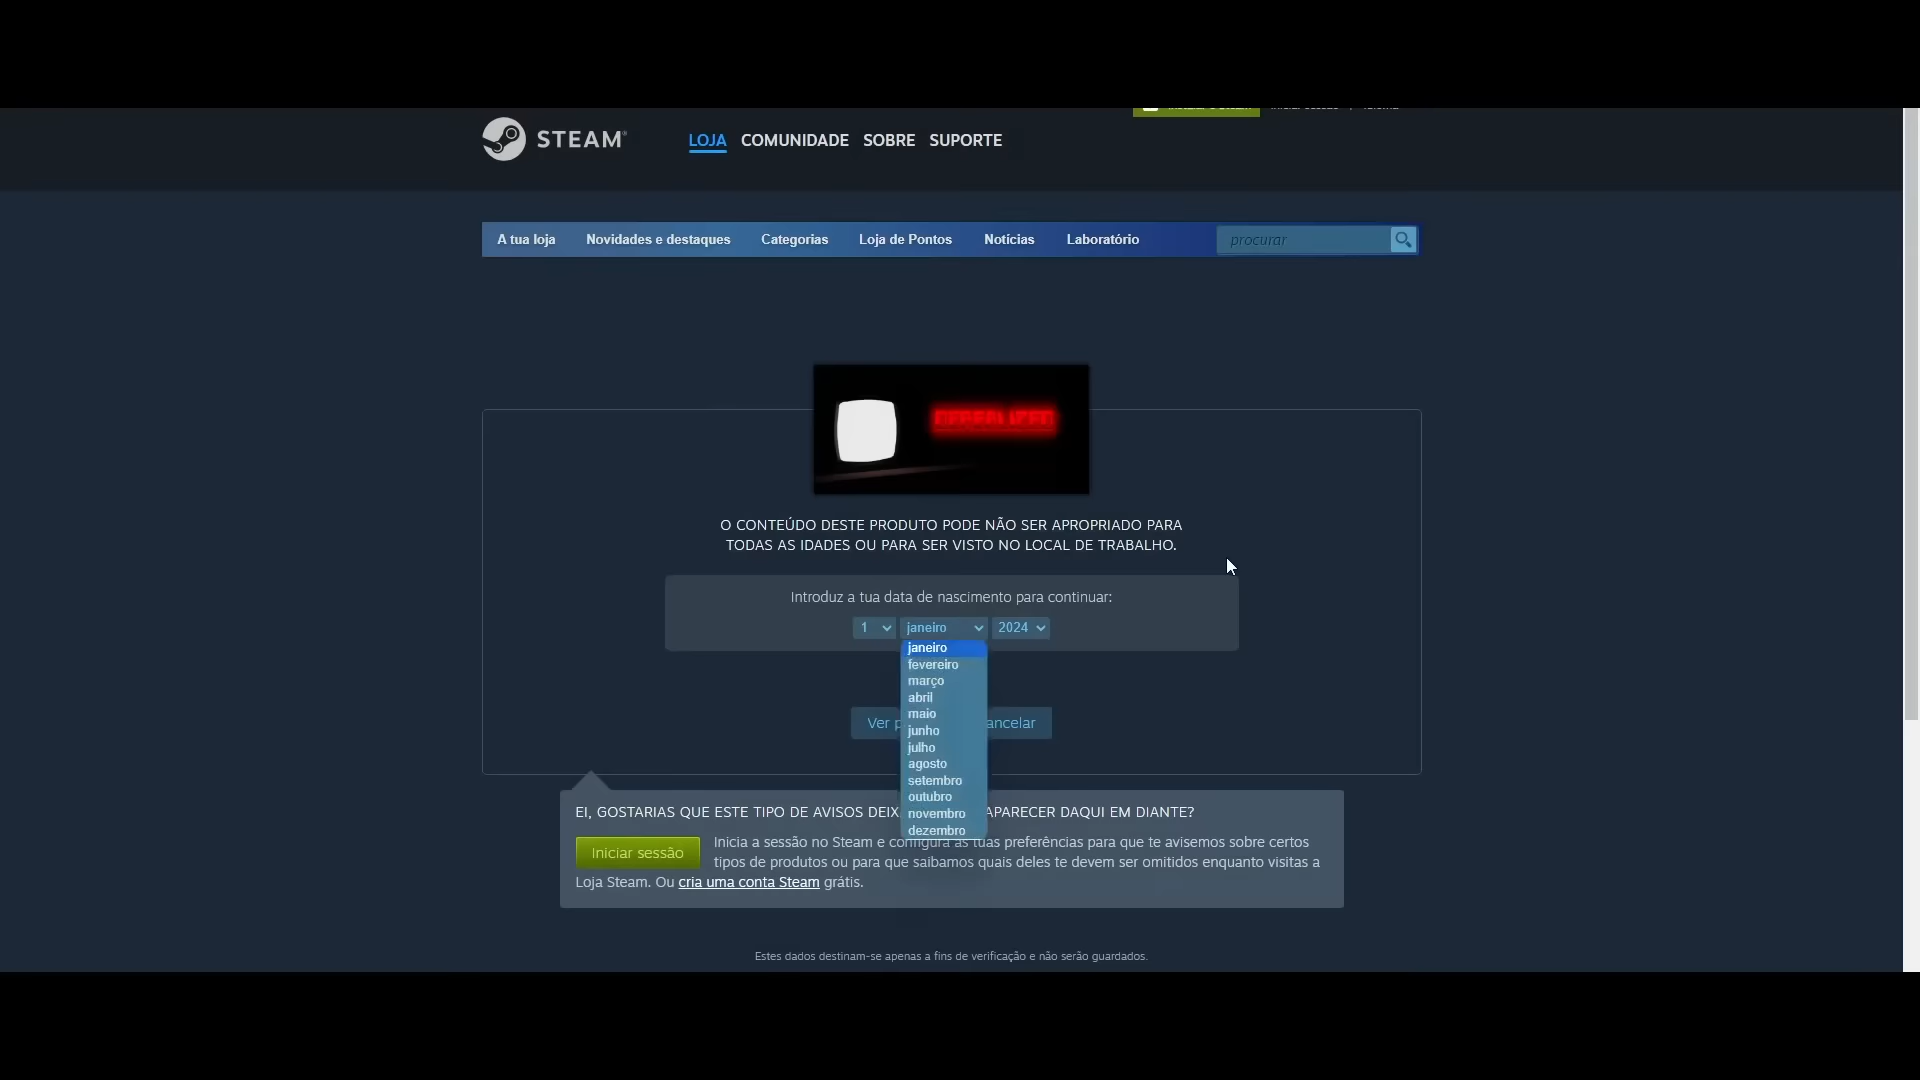 STEAM
LOJA COMUNIDADE SOBRE SUPORTE
A tua loja Novidades e destaques Categorias Loja de Pontos Notícias Laboratório procurar
O CONTEÚDO DESTE PRODUTO PODE NÃO SER APROPRIADO PARA
TODAS AS IDADES OU PARA SER VISTO NO LOCAL DE TRABALHO.
Introduz a tua data de nascimento para continuar:
1 janeiro 2024
janeiro
fevereiro
março
abril
maio
junho
julho
agosto
setembro
outubro
novembro
dezembro
Ver p ancelar
EI, GOSTARIAS QUE ESTE TIPO DE AVISOS DEIX APARECER DAQUI EM DIANTE?
Iniciar sessão
Inicia a sessão no Steam e configura as tuas preferências para que te avisemos sobre certos
tipos de produtos ou para que saibamos quais deles te devem ser omitidos enquanto visitas a
Loja Steam. Ou cria uma conta Steam grátis.
Estes dados destinam-se apenas a fins de verificação e não serão guardados.